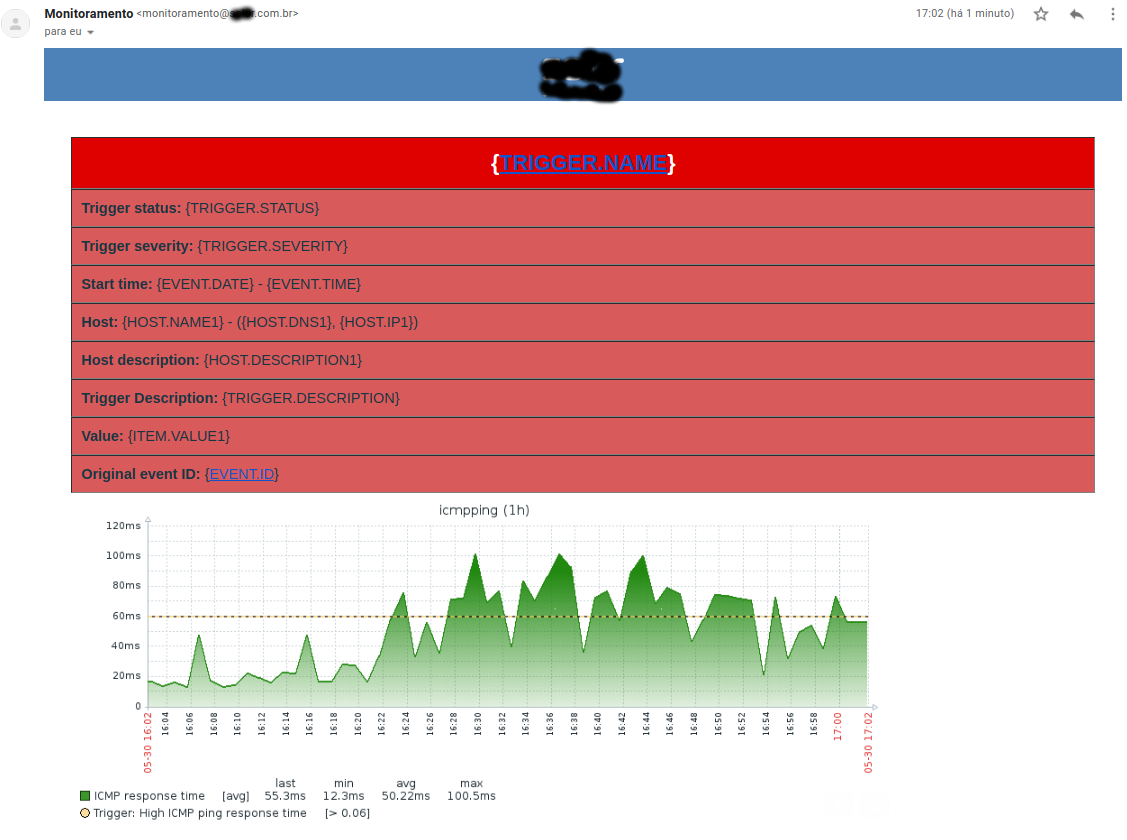 Monitoramento <monitoramento@ .com.br> 17:02 (há 1 minuto)
para eu
{TRIGGER.NAME}
Trigger status: {TRIGGER.STATUS}
Trigger severity: {TRIGGER.SEVERITY}
Start time: {EVENT.DATE} - {EVENT.TIME}
Host: {HOST.NAME1} - ({HOST.DNS1}, {HOST.IP1})
Host description: {HOST.DESCRIPTION1}
Trigger Description: {TRIGGER.DESCRIPTION}
Value: {ITEM.VALUE1}
Original event ID: {EVENT.ID}
icmpping (1h)
120ms
100ms
80ms
60ms
40ms
20ms
0
05-30 16:02 16:04 16:06 16:08 16:10 16:12 16:14 16:16 16:18 16:20 16:22 16:24 16:26 16:28 16:30 16:32 16:34 16:36 16:38 16:40 16:42 16:44 16:46 16:48 16:50 16:52 16:54 16:56 16:58 17:00 05-30 17:02
last min avg max
ICMP response time [avg] 55.3ms 12.3ms 50.22ms 100.5ms
Trigger: High ICMP ping response time [> 0.06]